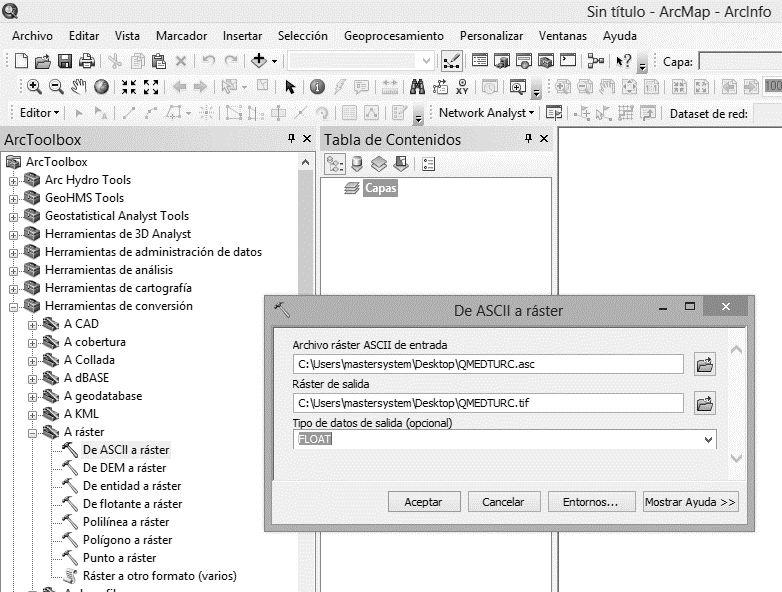 Sin título - ArcMap - ArcInfo
Archivo Editar Vista Marcador Insertar Selección Geoprocesamiento Personalizar Ventanas Ayuda
Capa:
100
Editor Network Analyst Dataset de red:
ArcToolbox
Tabla de Contenidos
ArcToolbox
Arc Hydro Tools
GeoHMS Tools
Geostatistical Analyst Tools
Herramientas de 3D Analyst
Herramientas de administración de datos
Herramientas de análisis
Herramientas de cartografía
Herramientas de conversión
A CAD
A cobertura
A Collada
A dBASE
A geodatabase
A KML
A ráster
De ASCII a ráster
De DEM a ráster
De entidad a ráster
De flotante a ráster
Polilínea a ráster
Polígono a ráster
Punto a ráster
Ráster a otro formato (varios)
Capas
De ASCII a ráster
Archivo ráster ASCII de entrada
C:\Users\mastersystem\Desktop\QMEDTURC.asc
Ráster de salida
C:\Users\mastersystem\Desktop\QMEDTURC.tif
Tipo de datos de salida (opcional)
FLOAT
Aceptar Cancelar Entornos... Mostrar Ayuda >>